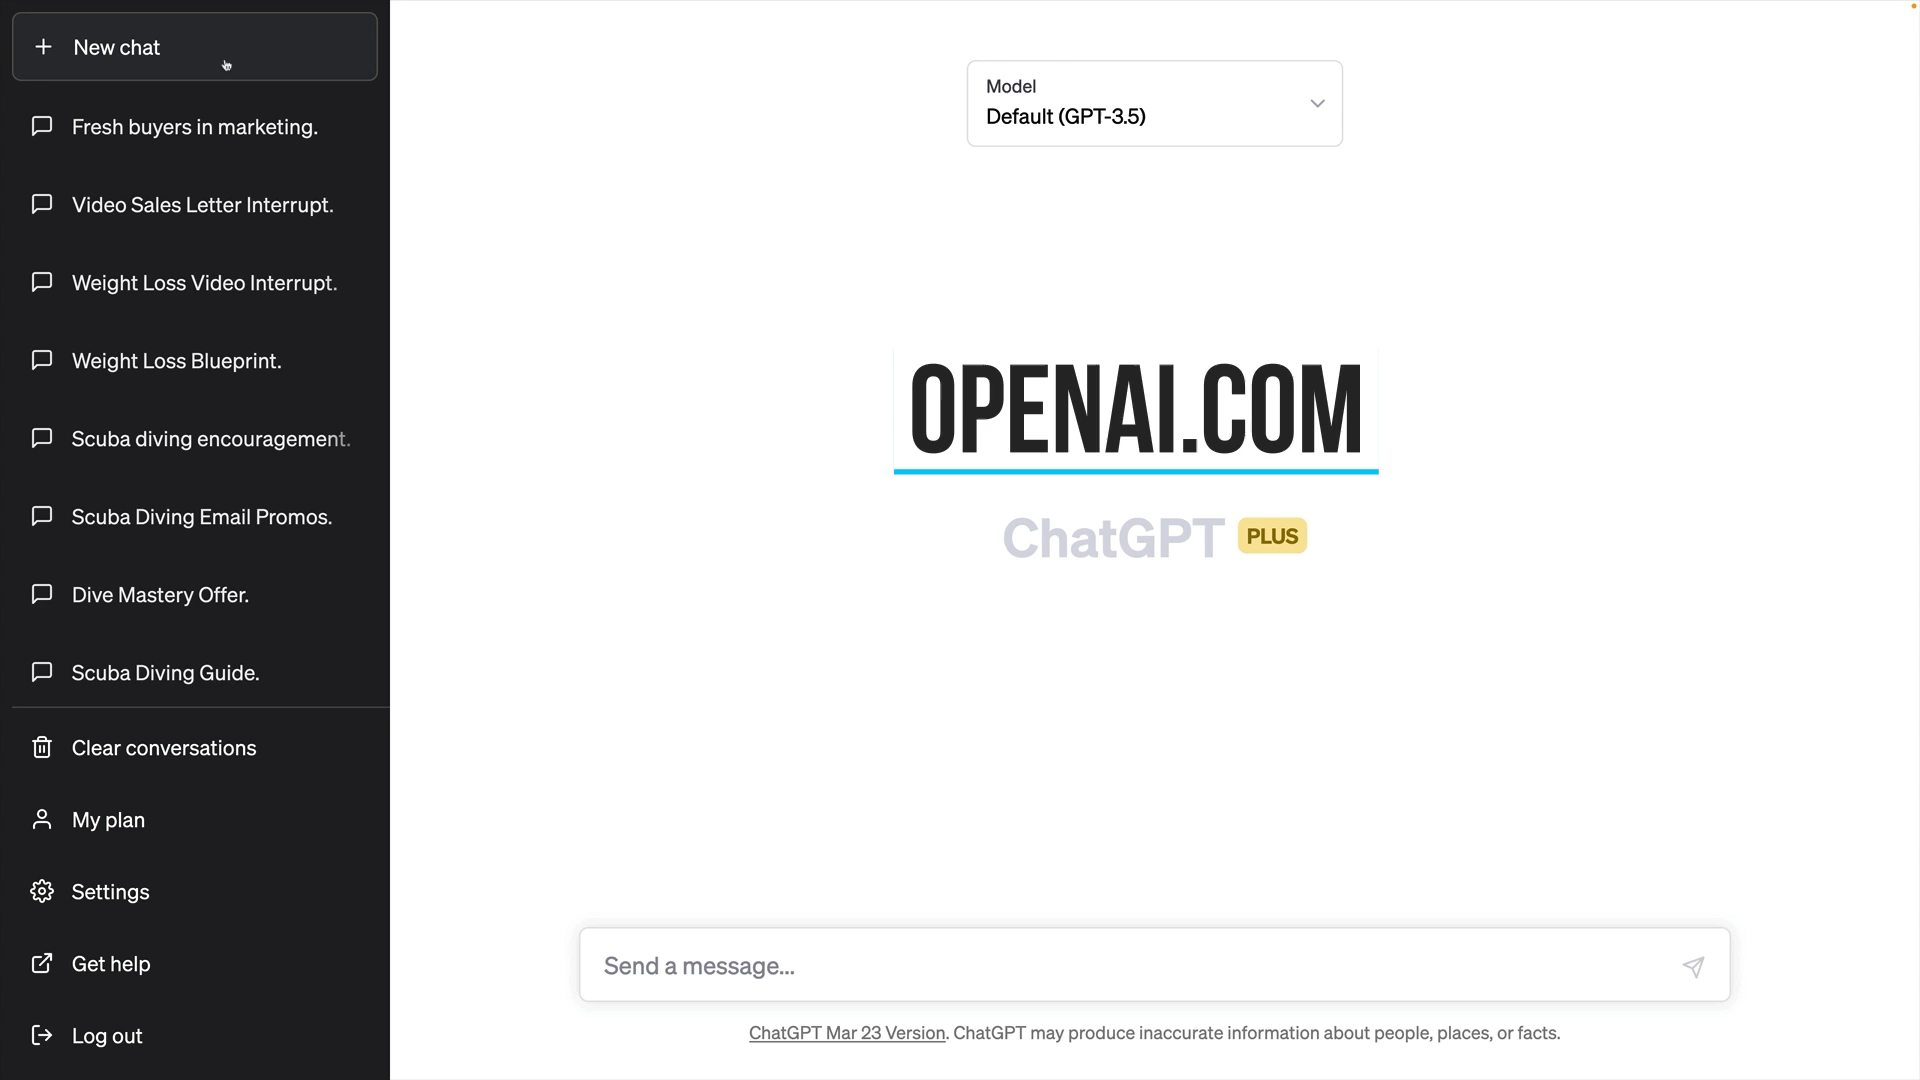 New chat
Fresh buyers in marketing.
Video Sales Letter Interrupt.
Weight Loss Video Interrupt.
Weight Loss Blueprint.
Scuba diving encouragement.
Scuba Diving Email Promos.
Dive Mastery Offer.
Scuba Diving Guide.
Clear conversations
My plan
Settings
Get help
Log out
Model
Default (GPT-3.5)
OPENAI.COM
ChatGPT PLUS
Send a message...
ChatGPT Mar 23 Version. ChatGPT may produce inaccurate information about people, places, or facts.